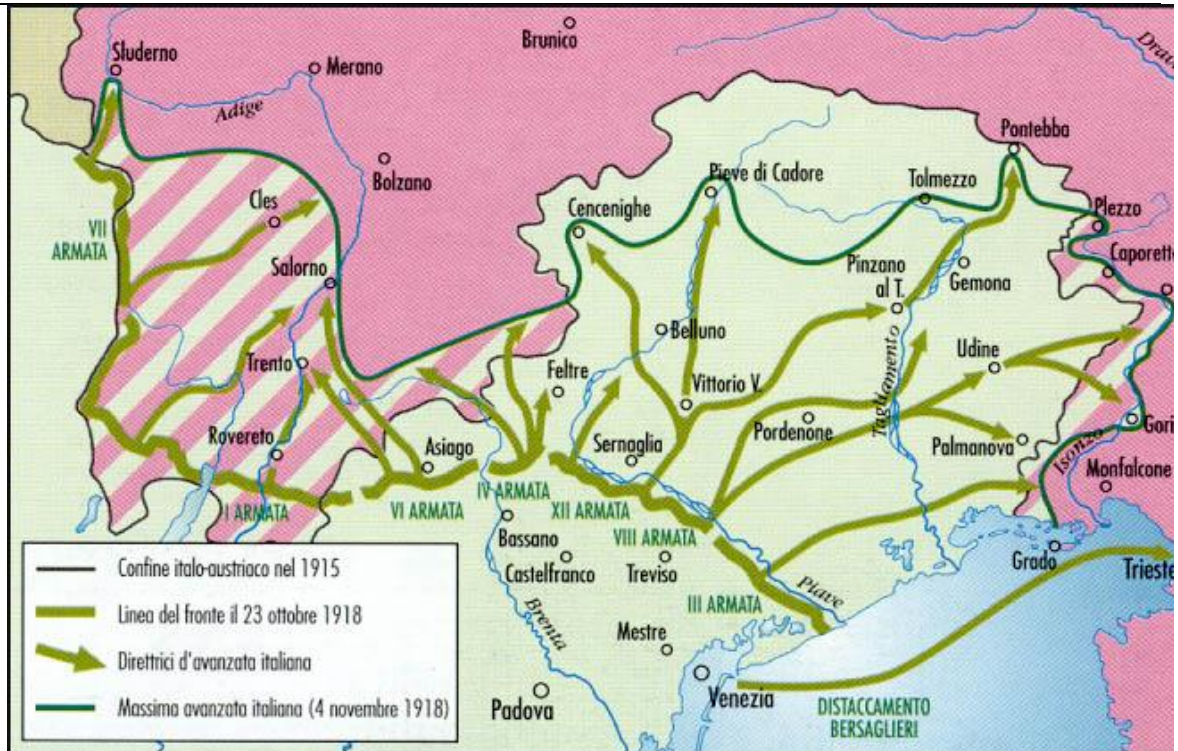 Sluderno
Merano
Brunico
Adige
Bolzano
Pontebba
Pieve di Cadore
Tolmezzo
Cles
Cencenighe
Plezzo
VII
ARMATA
Caporetto
Salorno
Pinzano
al T.
Gemona
Belluno
Trento
Feltre
Udine
Vittorio V.
Tagliamento
Rovereto
Asiago
Sernaglia
Pordenone
Palmanova
Isonzo
Monfalcone
I ARMATA
VI ARMATA
IV ARMATA
XII ARMATA
Bassano
VIII ARMATA
Castelfranco
Treviso
Grado
Trieste
Piave
III ARMATA
Brenta
Mestre
Venezia
Padova
DISTACCAMENTO
BERSAGLIERI
Confine italo-austriaco nel 1915
Linea del fronte il 23 ottobre 1918
Direttrici d'avanzata italiana
Massima avanzata italiana (4 novembre 1918)